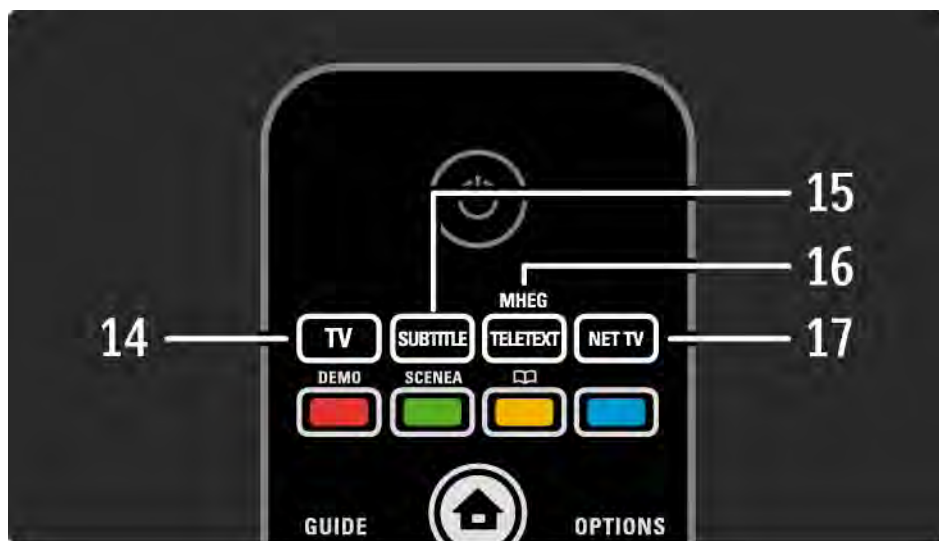 15
16
MHEG
14
TV
SUBTITLE
TELETEXT
NET TV
17
DEMO
SCENEA
GUIDE
OPTIONS